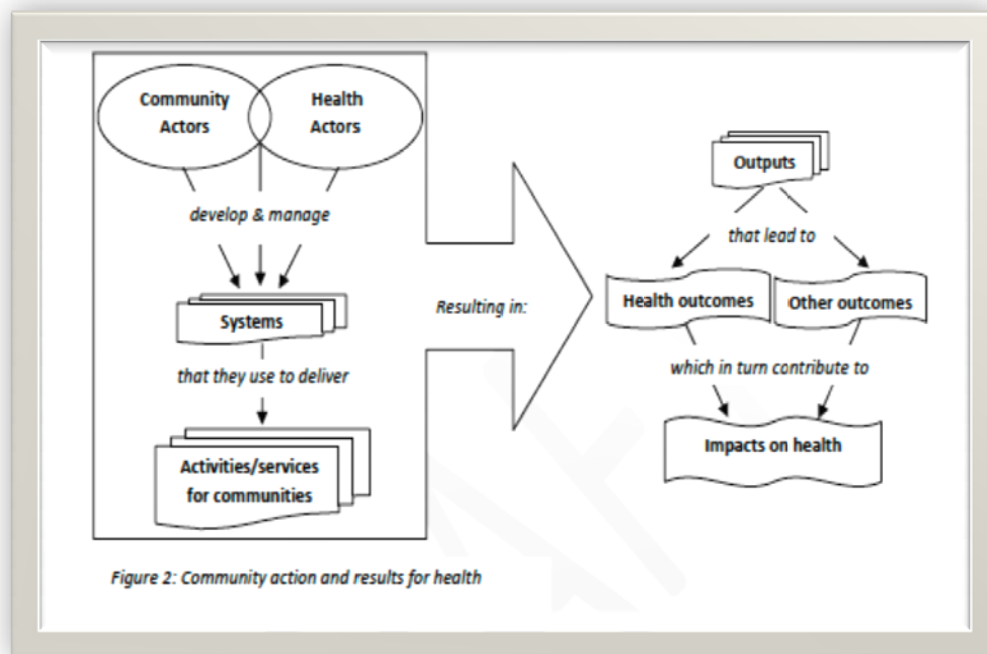 Community
Actors
Health
Actors
develop & manage
Systems
that they use to deliver
Activities/services
for communities
Resulting in:
Outputs
that lead to
Health outcomes
Other outcomes
which in turn contribute to
Impacts on health
Figure 2: Community action and results for health